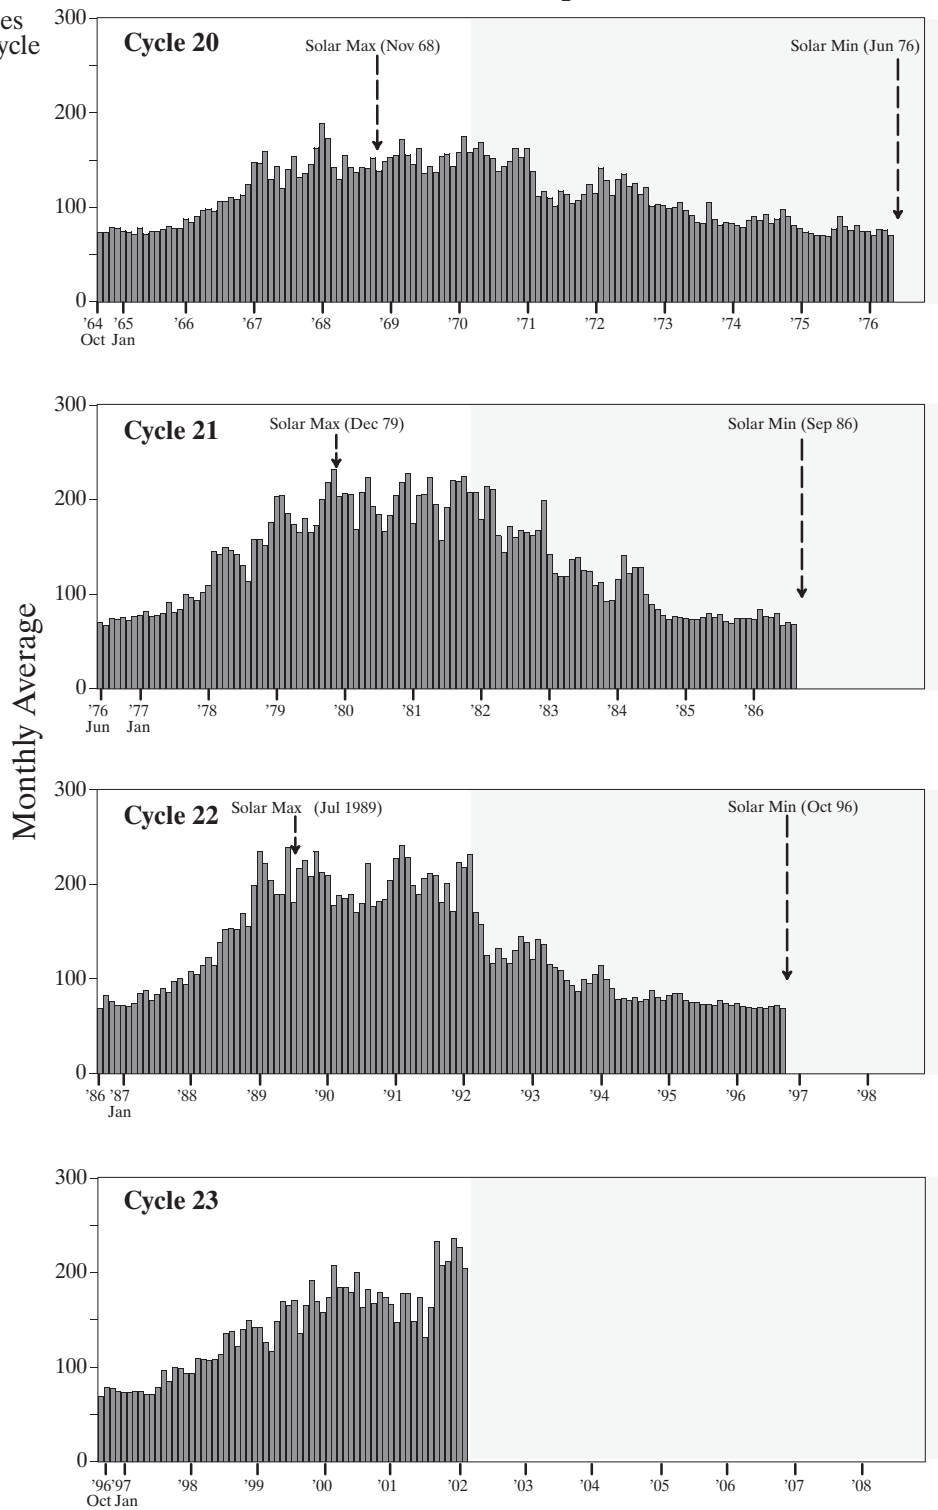 es
ycle
300
Cycle 20
Solar Max (Nov 68)
Solar Min (Jun 76)
200
100
0
’64 ’65 ’66 ’67 ’68 ’69 ’70 ’71 ’72 ’73 ’74 ’75 ’76
Oct Jan
Monthly Average
300
Cycle 21
Solar Max (Dec 79)
Solar Min (Sep 86)
200
100
0
’76 ’77 ’78 ’79 ’80 ’81 ’82 ’83 ’84 ’85 ’86
Jun Jan
300
Cycle 22
Solar Max (Jul 1989)
Solar Min (Oct 96)
200
100
0
’86 ’87 ’88 ’89 ’90 ’91 ’92 ’93 ’94 ’95 ’96 ’97 ’98
Jan
300
Cycle 23
200
100
0
’96 ’97 ’98 ’99 ’00 ’01 ’02 ’03 ’04 ’05 ’06 ’07 ’08
Oct Jan